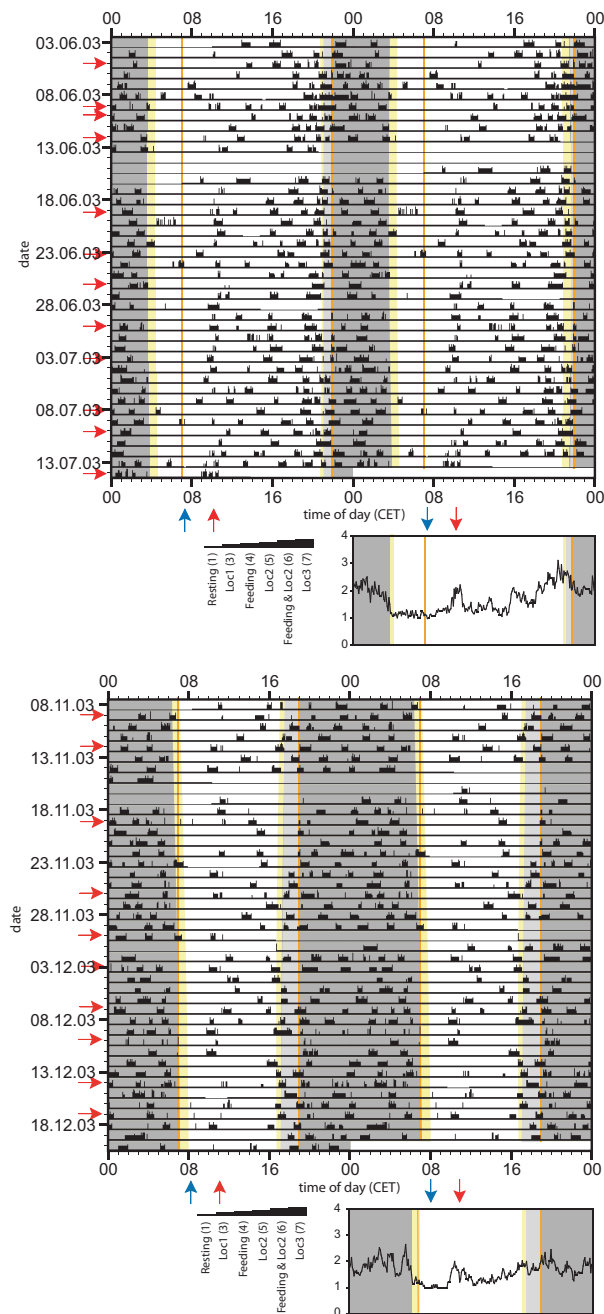 00 08 16 00 08 16 00
03.06.03
08.06.03
13.06.03
18.06.03
date
23.06.03
28.06.03
03.07.03
08.07.03
13.07.03
00 08 16 00 08 16 00
time of day (CET)
Resting (1)
Loc1 (3)
Feeding (4)
Loc2 (5)
Feeding & Loc2 (6)
Loc3 (7)
4
3
2
1
0
00 08 16 00 08 16 00
08.11.03
13.11.03
18.11.03
23.11.03
date
28.11.03
03.12.03
08.12.03
13.12.03
18.12.03
00 08 16 00 08 16 00
time of day (CET)
Resting (1)
Loc1 (3)
Feeding (4)
Loc2 (5)
Feeding & Loc2 (6)
Loc3 (7)
4
3
2
1
0